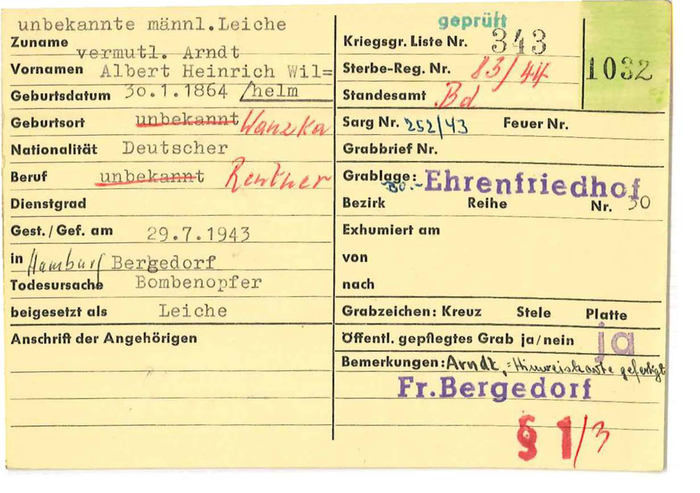 unbekannte männl.Leiche
Zuname vermutl. Arndt
Vornamen Albert Heinrich Wil=
Geburtsdatum 3o.1.1864 /helm
Geburtsort unbekannt Wanzka
Nationalität Deutscher
Beruf unbekannt Rentner
Dienstgrad
Gest./Gef. am 29.7.1943
in Hamburg Bergedorf
Todesursache Bombenopfer
beigesetzt als Leiche
Anschrift der Angehörigen
geprüft
Kriegsgr. Liste Nr. 343
Sterbe-Reg. Nr. 83/44
1032
Standesamt Bd
Sarg Nr. 252/43 Feuer Nr.
Grabbrief Nr.
Grablage: Ehrenfriedhof
Bezirk Reihe Nr. 30
Exhumiert am
von
nach
Grabzeichen: Kreuz Stele Platte
Öffentl. gepflegtes Grab ja/nein ja
Bemerkungen: Arndt, = Hinweiskarte gefertigt
Fr.Bergedorf
§ 1/3